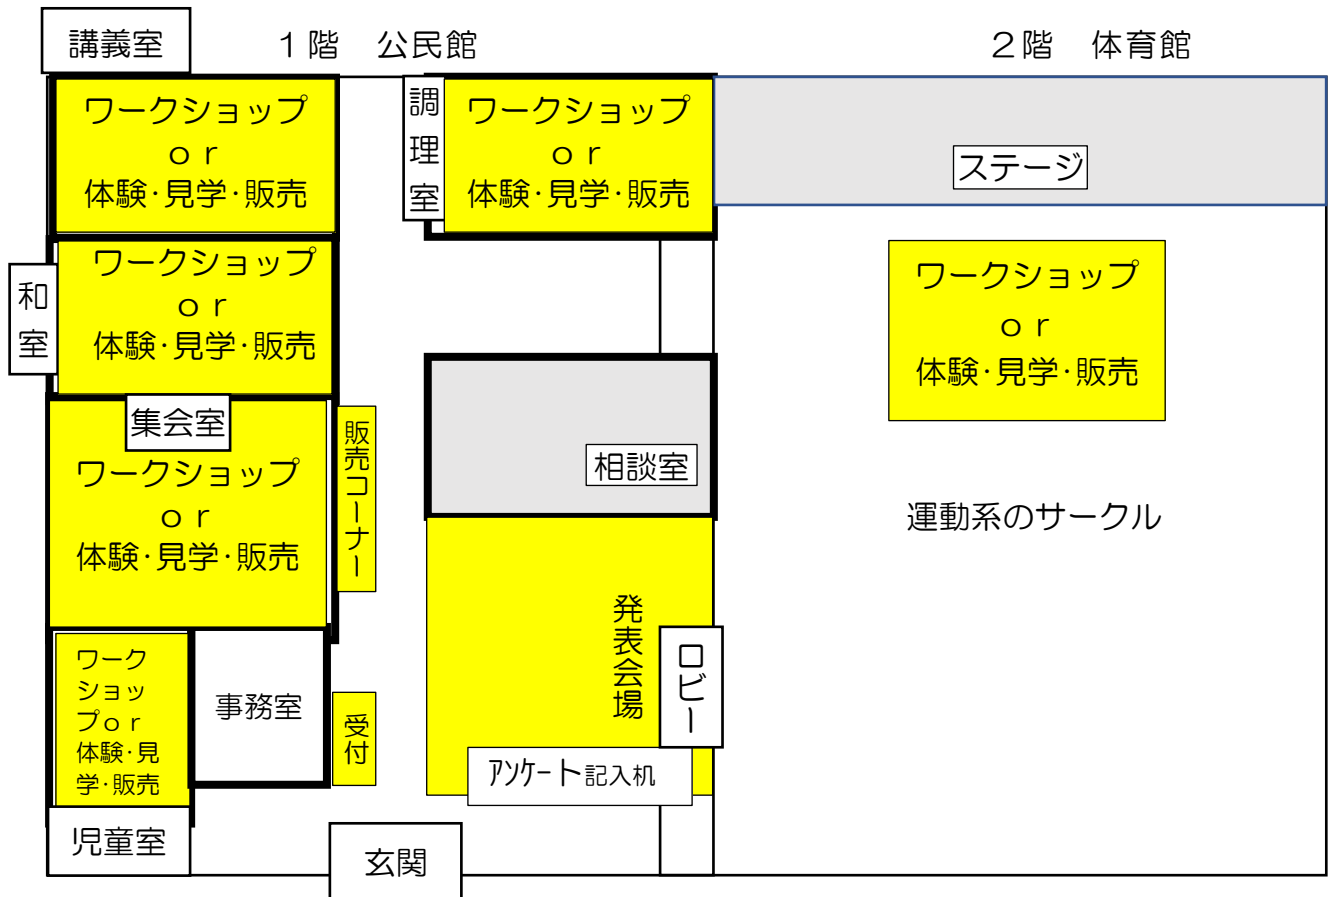 講義室
１階　公民館
２階　体育館
ワークショップ
ｏｒ
体験・見学・販売
調理室
ワークショップ
ｏｒ
体験・見学・販売
ステージ
和室
ワークショップ
ｏｒ
体験・見学・販売
ワークショップ
ｏｒ
体験・見学・販売
集会室
ワークショップ
ｏｒ
体験・見学・販売
販売コーナー
相談室
運動系のサークル
発表会場
ロビー
ワーク
ショッ
プｏｒ
体験・見
学・販売
事務室
受付
アンケート記入机
児童室
玄関